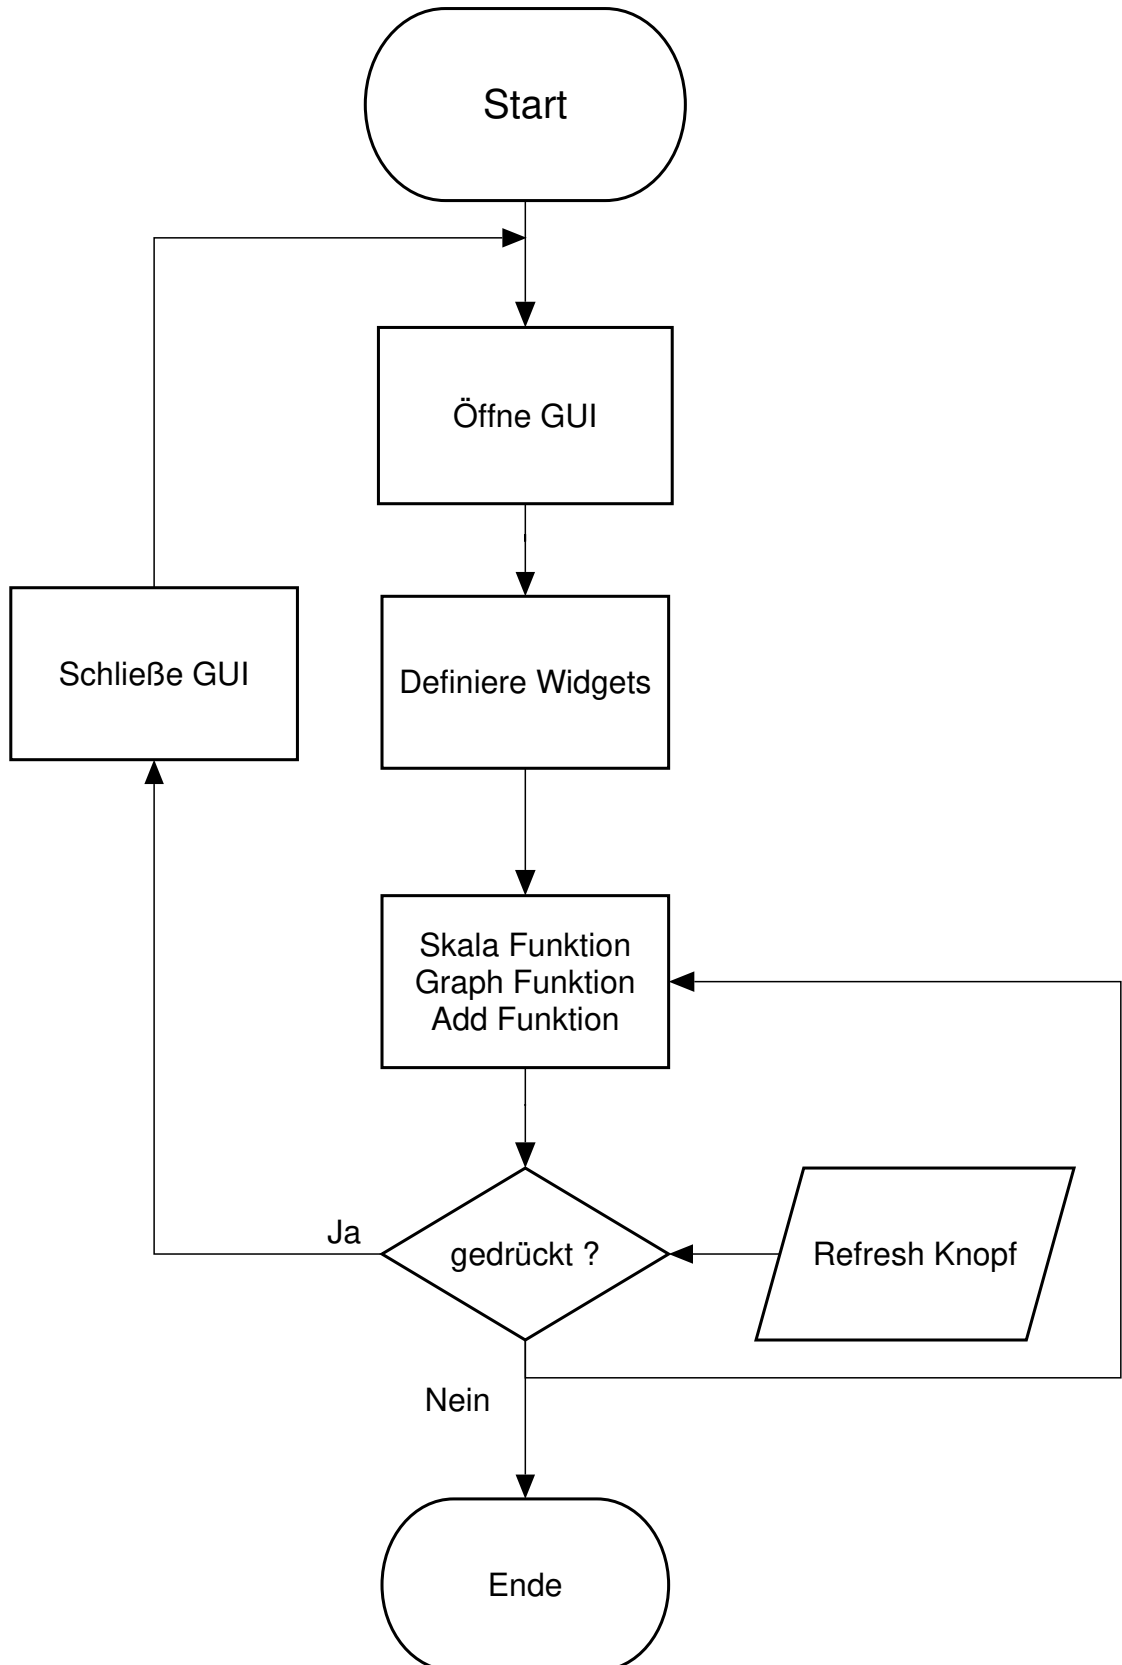 Start
Öffne GUI
Schließe GUI
Definiere Widgets
Skala Funktion
Graph Funktion
Add Funktion
Ja
gedrückt ?
Refresh Knopf
Nein
Ende